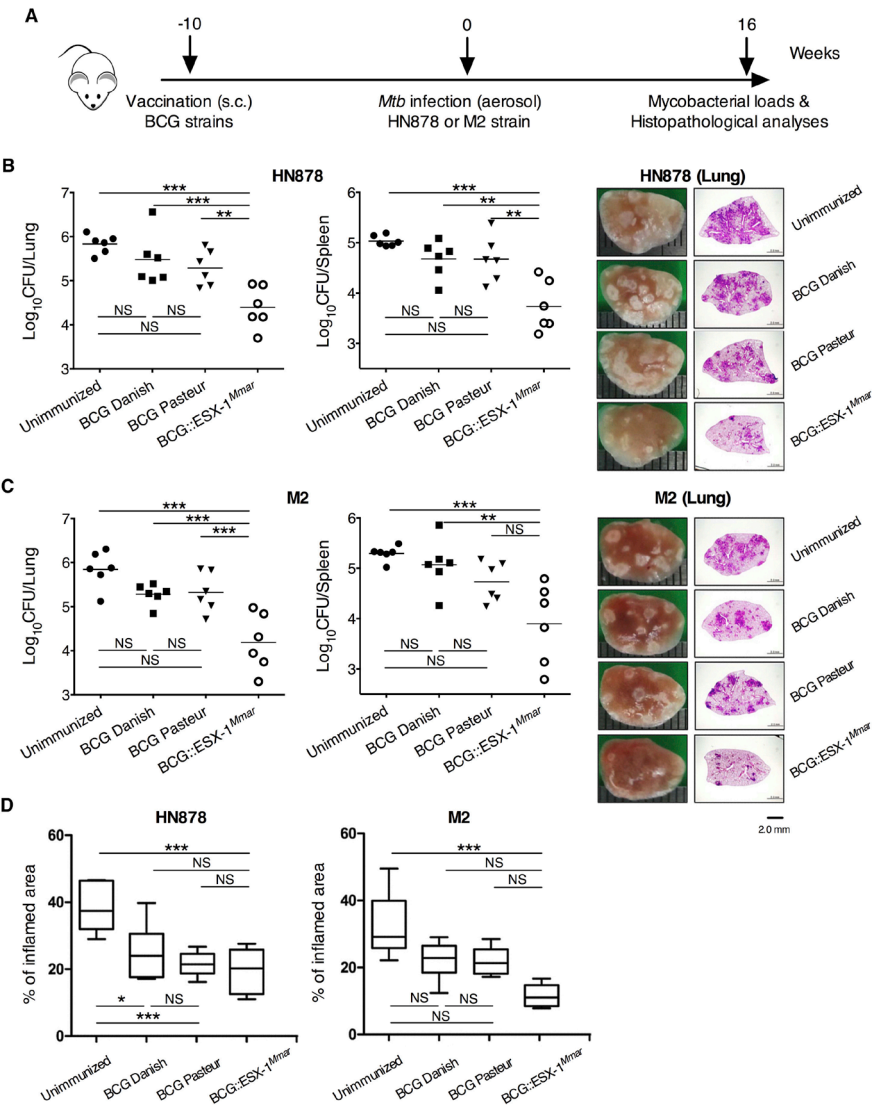 A
-10
0
16
Weeks
Vaccination (s.c.)
BCG strains
Mtb infection (aerosol)
HN878 or M2 strain
Mycobacterial loads &
Histopathological analyses
B
HN878
HN878 (Lung)
Log10CFU/Lung
7
6
5
4
3
***
***
**
NS
NS
NS
Unimmunized
BCG Danish
BCG Pasteur
BCG::ESX-1Mmar
Log10CFU/Spleen
6
5
4
3
***
**
**
NS
NS
NS
Unimmunized
BCG Danish
BCG Pasteur
BCG::ESX-1Mmar
Unimmunized
BCG Danish
BCG Pasteur
BCG::ESX-1Mmar
C
M2
M2 (Lung)
Log10CFU/Lung
7
6
5
4
3
***
***
***
NS
NS
NS
Unimmunized
BCG Danish
BCG Pasteur
BCG::ESX-1Mmar
Log10CFU/Spleen
6
5
4
3
***
**
NS
NS
NS
NS
Unimmunized
BCG Danish
BCG Pasteur
BCG::ESX-1Mmar
Unimmunized
BCG Danish
BCG Pasteur
BCG::ESX-1Mmar
2.0 mm
D
HN878
% of inflamed area
60
40
20
0
***
NS
NS
*
NS
***
Unimmunized
BCG Danish
BCG Pasteur
BCG::ESX-1Mmar
M2
% of inflamed area
60
40
20
0
***
NS
NS
NS
NS
NS
Unimmunized
BCG Danish
BCG Pasteur
BCG::ESX-1Mmar